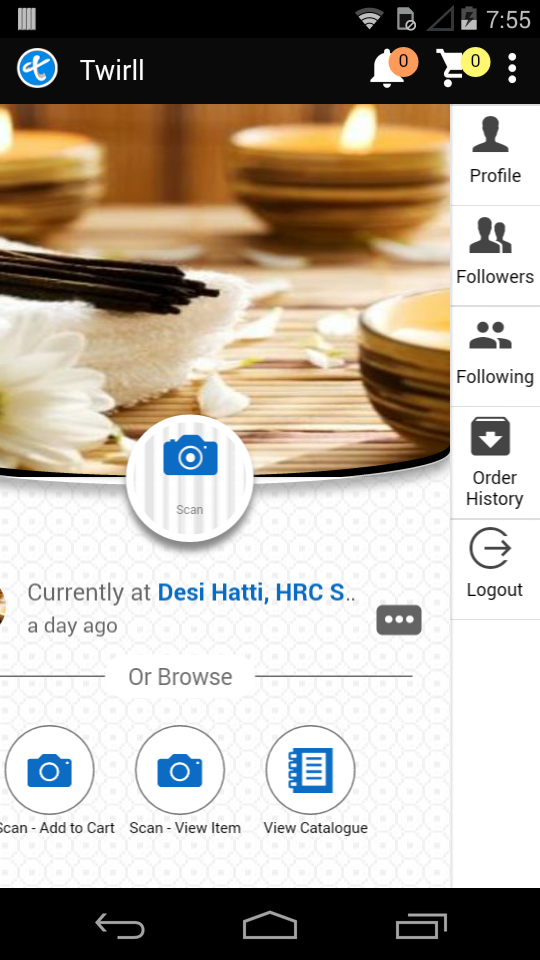 7:55
Twirll
0
0
Profile
Followers
Following
Order
History
Logout
Scan
Currently at Desi Hatti, HRC S..
a day ago
Or Browse
Scan - Add to Cart
Scan - View Item
View Catalogue